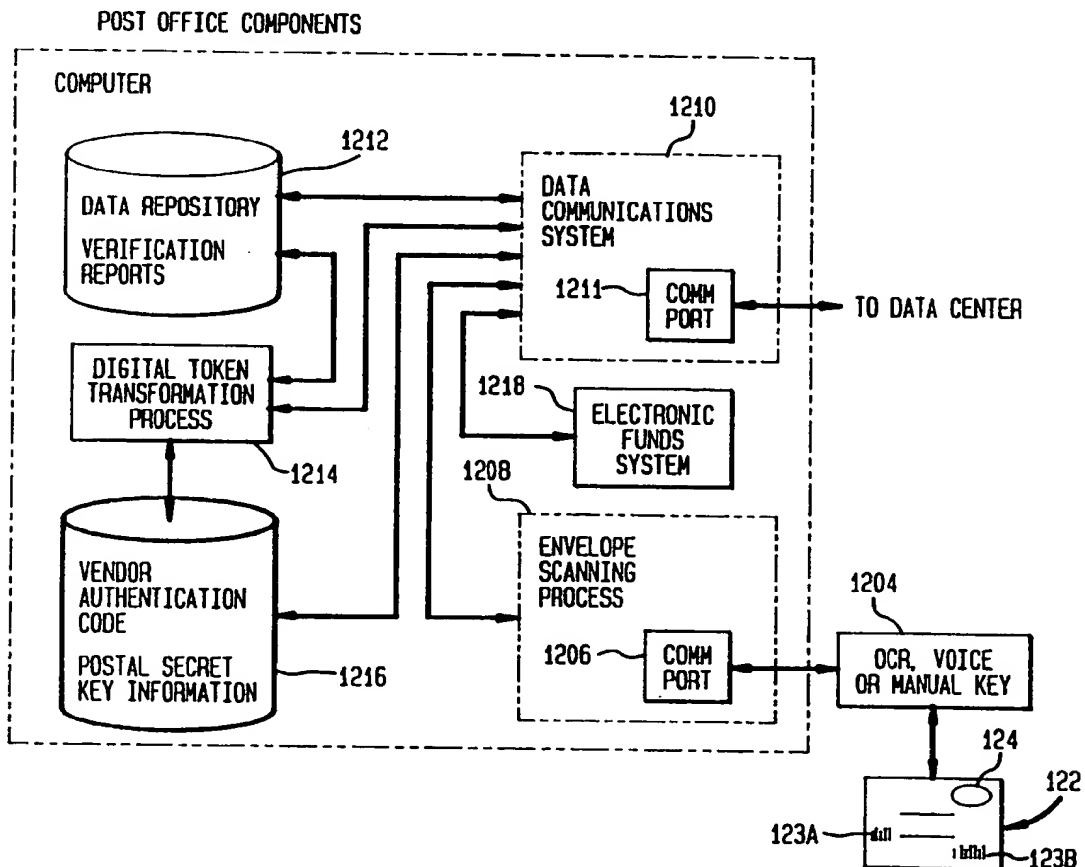 POST OFFICE COMPONENTS
COMPUTER
1212
DATA REPOSITORY
VERIFICATION
REPORTS
1210
DATA
COMMUNICATIONS
SYSTEM
1211
COMM
PORT
TO DATA CENTER
DIGITAL TOKEN
TRANSFORMATION
PROCESS
1214
1218
ELECTRONIC
FUNDS
SYSTEM
1208
ENVELOPE
SCANNING
PROCESS
1206
COMM
PORT
VENDOR
AUTHENTICATION
CODE
POSTAL SECRET
KEY INFORMATION
1216
1204
OCR, VOICE
OR MANUAL KEY
124
122
123A
123B